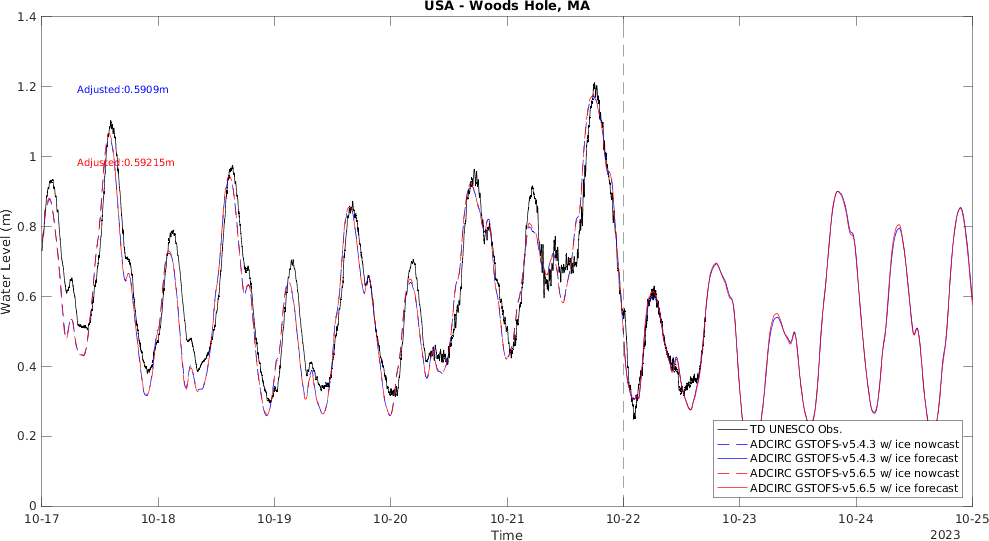 USA - Woods Hole, MA
1.4
1.2
1
0.8
0.6
0.4
0.2
0
Water Level (m)
Adjusted:0.5909m
Adjusted:0.59215m
TD UNESCO Obs.
ADCIRC GSTOFS-v5.4.3 w/ ice nowcast
ADCIRC GSTOFS-v5.4.3 w/ ice forecast
ADCIRC GSTOFS-v5.6.5 w/ ice nowcast
ADCIRC GSTOFS-v5.6.5 w/ ice forecast
10-17 10-18 10-19 10-20 10-21 10-22 10-23 10-24 10-25
Time
2023